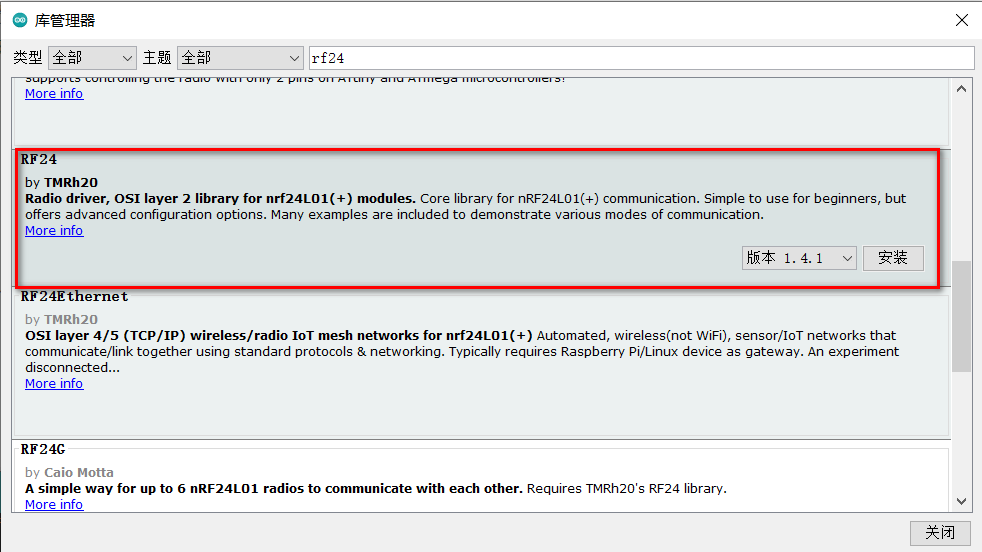 库管理器
类型 全部 主题 全部 rf24
supports controlling the radio with only 2 pins on ATtiny and ATmega microcontrollers!
More info
RF24
by TMRh20
Radio driver, OSI layer 2 library for nrf24L01(+) modules. Core library for nRF24L01(+) communication. Simple to use for beginners, but
offers advanced configuration options. Many examples are included to demonstrate various modes of communication.
More info
版本 1.4.1 安装
RF24Ethernet
by TMRh20
OSI layer 4/5 (TCP/IP) wireless/radio IoT mesh networks for nrf24L01(+) Automated, wireless(not WiFi), sensor/IoT networks that
communicate/link together using standard protocols & networking. Typically requires Raspberry Pi/Linux device as gateway. An experiment
disconnected...
More info
RF24G
by Caio Motta
A simple way for up to 6 nRF24L01 radios to communicate with each other. Requires TMRh20's RF24 library.
More info
关闭